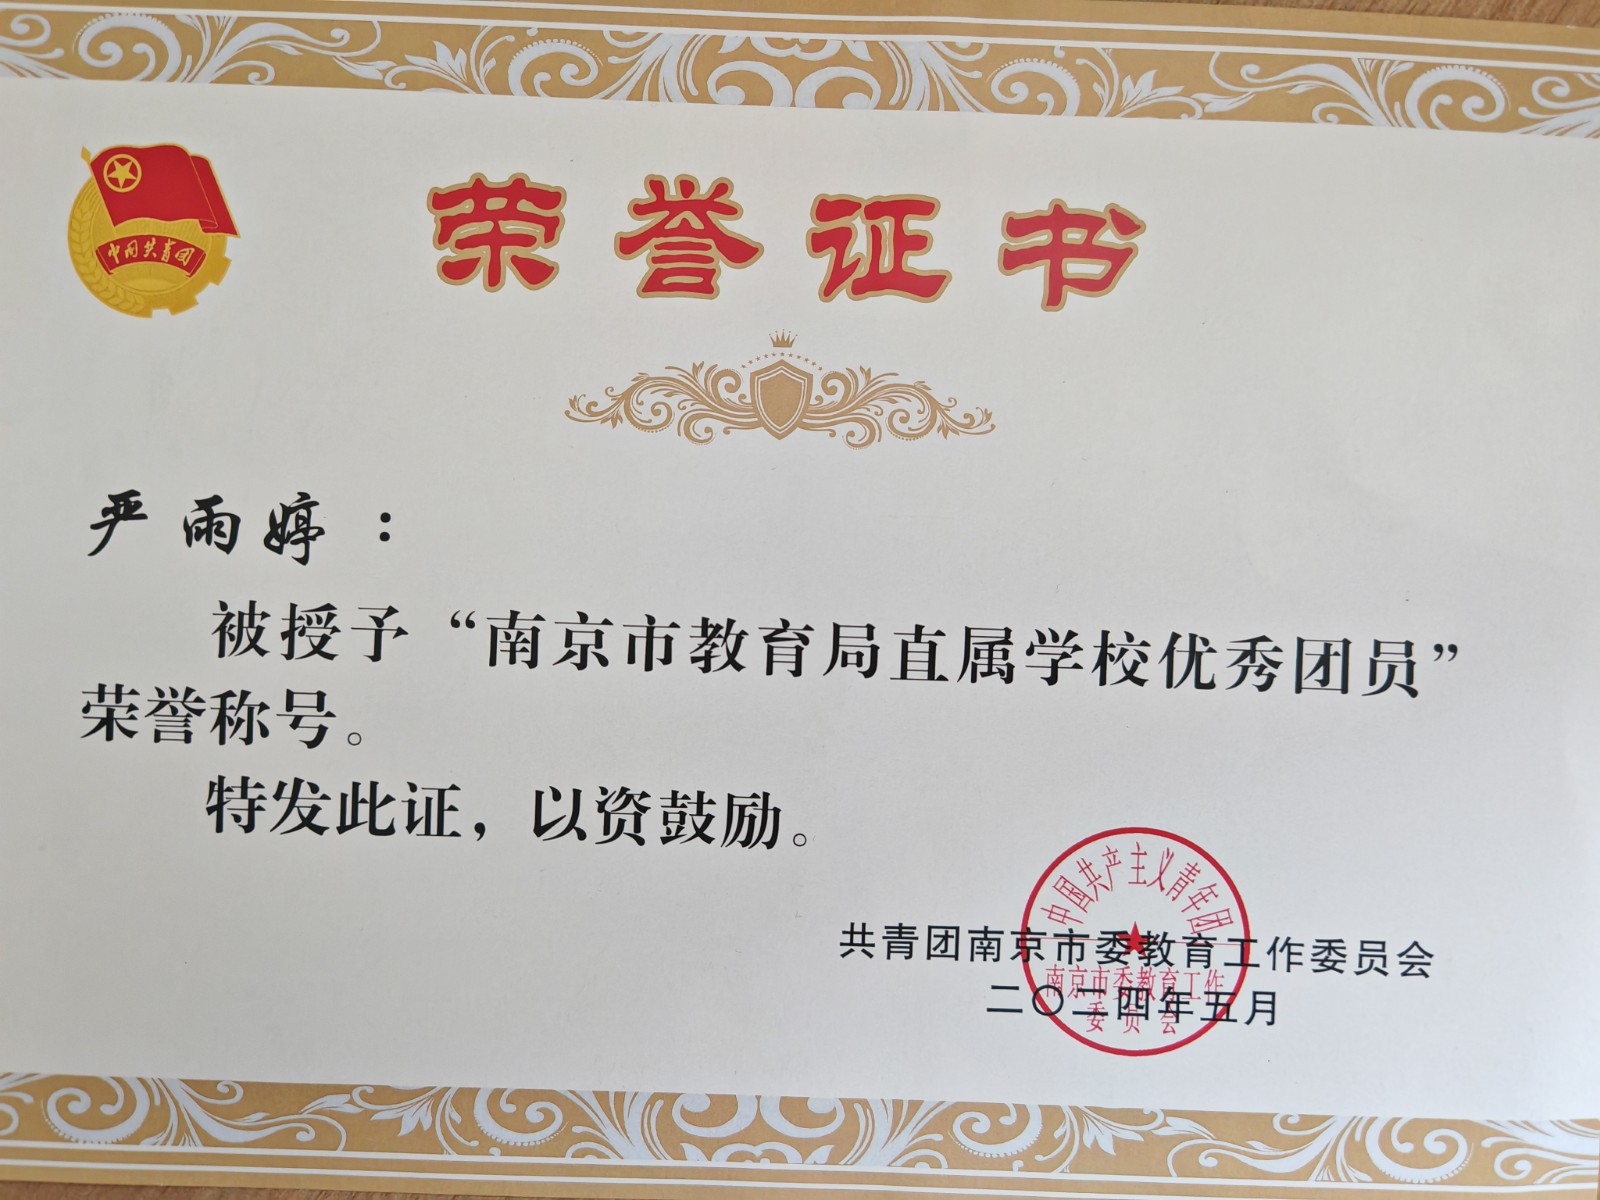 中国共青团
荣誉证书
严雨婷：
被授予“南京市教育局直属学校优秀团员”
荣誉称号。
特发此证，以资鼓励。
中国共产主义青年团
共青团南京市委教育工作委员会
南京市委教育工作
二〇二四年五月
委员会